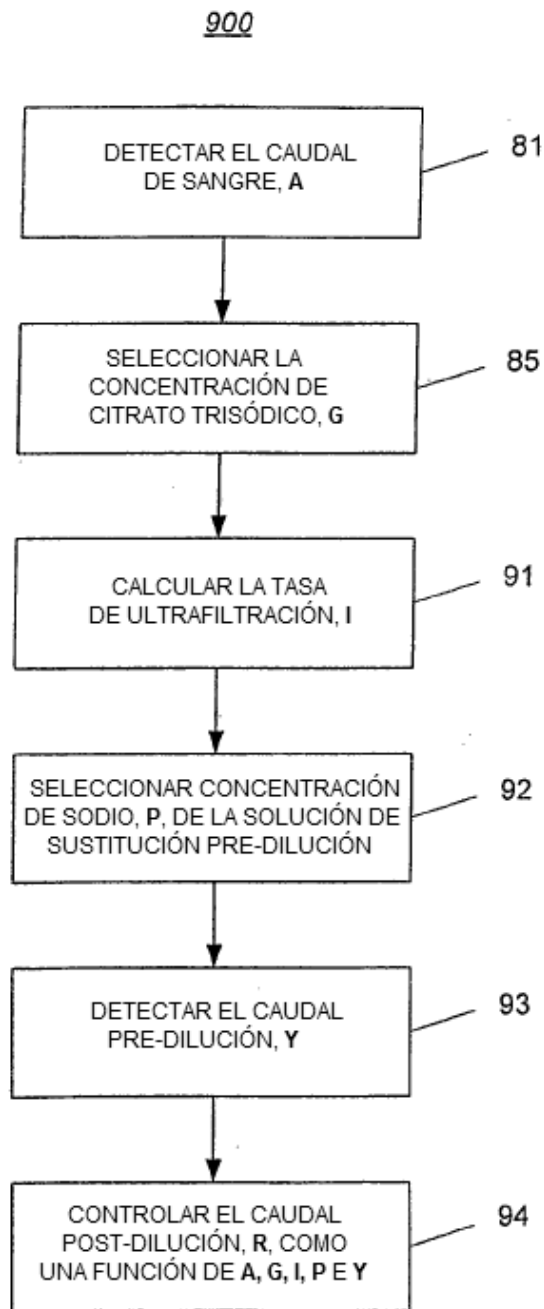 900
DETECTAR EL CAUDAL
DE SANGRE, A
81
SELECCIONAR LA
CONCENTRACIÓN DE
CITRATO TRISÓDICO, G
85
CALCULAR LA TASA
DE ULTRAFILTRACIÓN, I
91
SELECCIONAR CONCENTRACIÓN
DE SODIO, P, DE LA SOLUCIÓN DE
SUSTITUCIÓN PRE-DILUCIÓN
92
DETECTAR EL CAUDAL
PRE-DILUCIÓN, Y
93
CONTROLAR EL CAUDAL
POST-DILUCIÓN, R, COMO
UNA FUNCIÓN DE A, G, I, P E Y
94